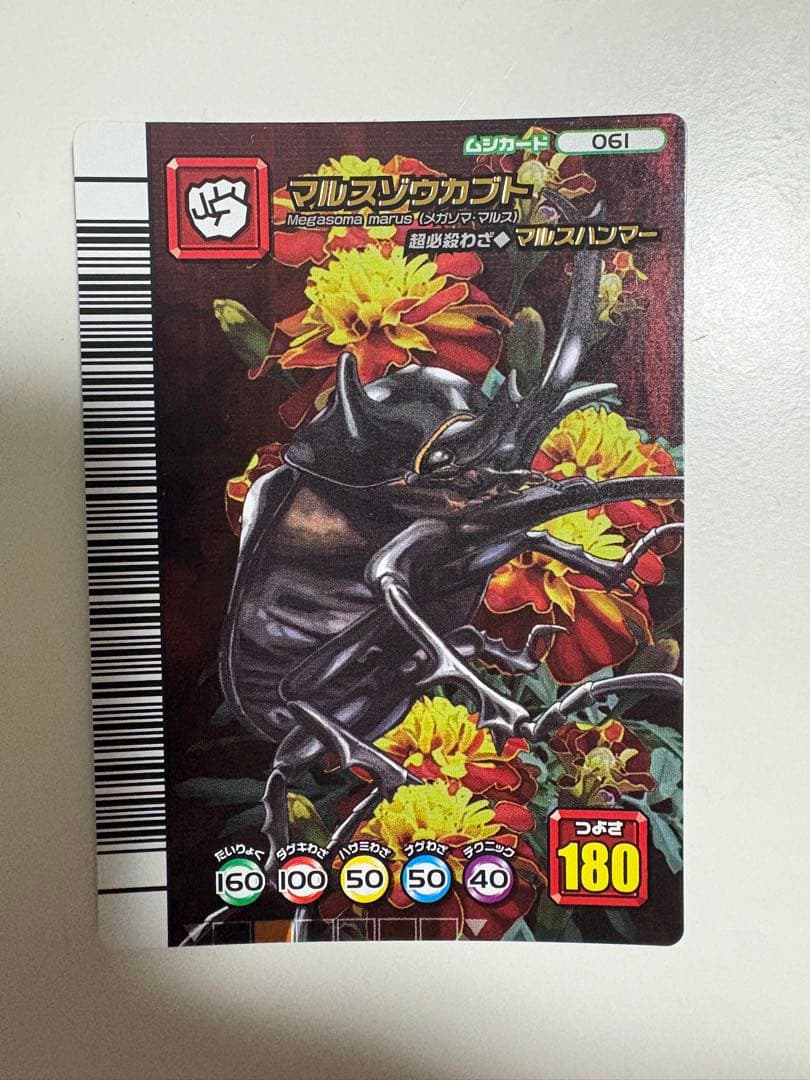 ムシカード 061
マルスゾウカブト
Megasoma marus (メガソマ・マルス)
超必殺わざ◆マルスハンマー
たいりょく ダゲキわざ ハサミわざ ナゲわざ テクニック
160 100 50 50 40
つよさ
180